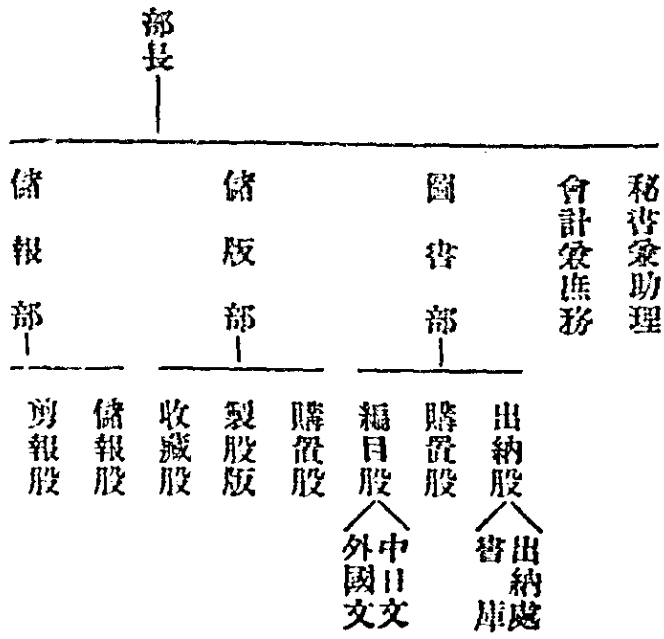 部長
秘書兼助理
會計兼庶務
圖書部
儲版部
儲報部
出納股
購置股
編目股
購置股
製股版
收藏股
儲報股
剪報股
出納處
書庫
中日文
外國文